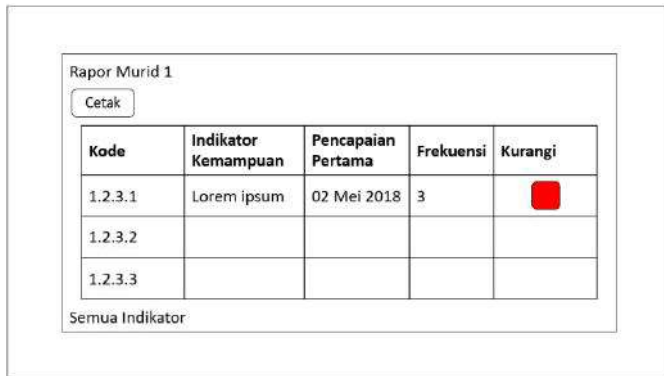 Rapor Murid 1
Cetak
Kode Indikator Kemampuan Pencapaian Pertama Frekuensi Kurangi
1.2.3.1 Lorem ipsum 02 Mei 2018 3
1.2.3.2
1.2.3.3
Semua Indikator